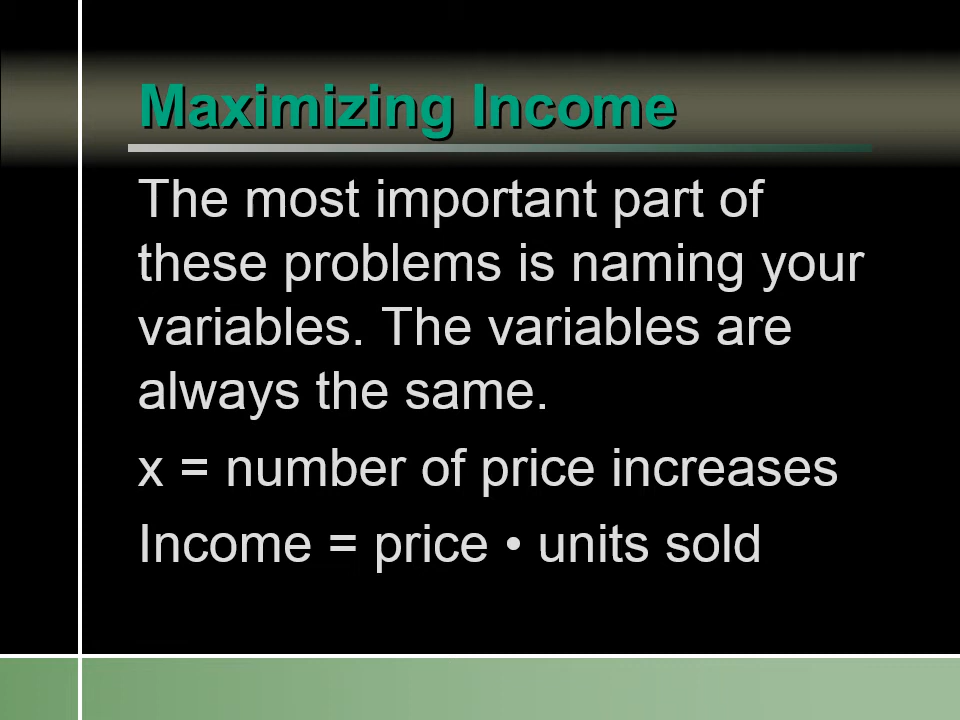 Maximizing Income
The most important part of
these problems is naming your
variables. The variables are
always the same.
x = number of price increases
Income = price • units sold